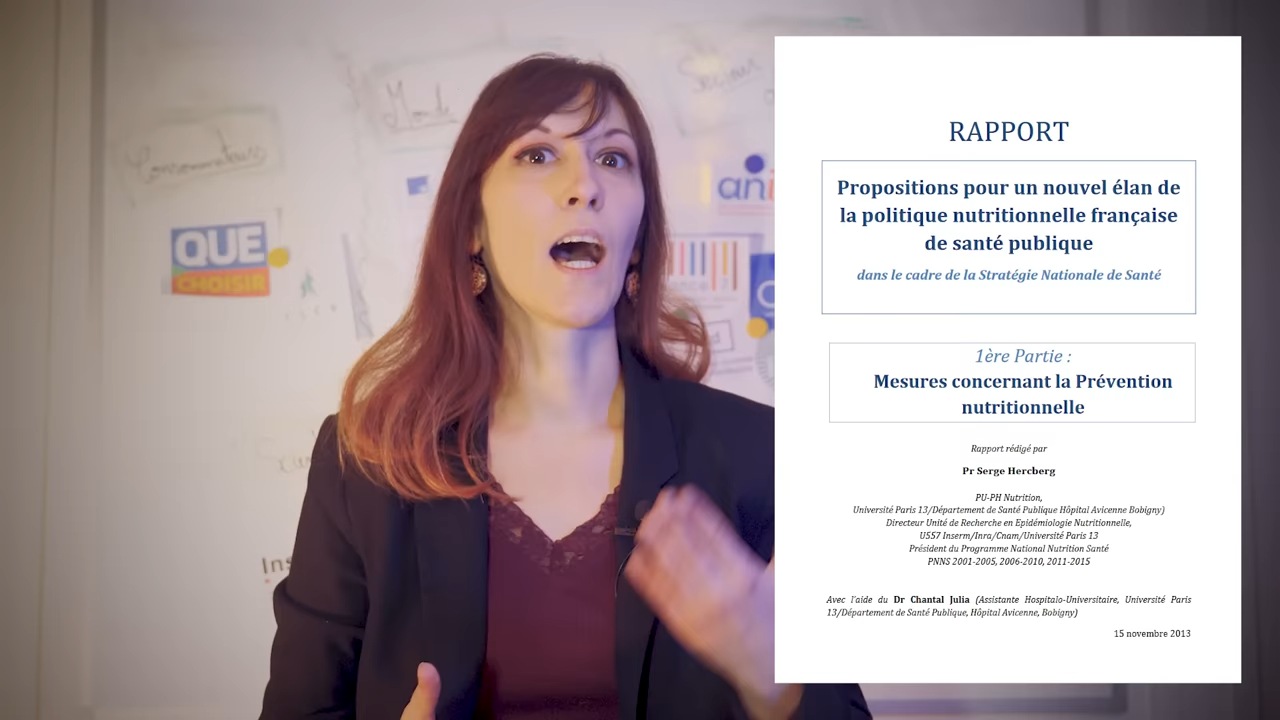 Consommateurs
Monde
QUE
CHOISIR
ani
Ins
RAPPORT
Propositions pour un nouvel élan de
la politique nutritionnelle française
de santé publique
dans le cadre de la Stratégie Nationale de Santé
1ère Partie :
Mesures concernant la Prévention
nutritionnelle
Rapport rédigé par
Pr Serge Hercberg
PU-PH Nutrition,
Université Paris 13/Département de Santé Publique Hôpital Avicenne Bobigny)
Directeur Unité de Recherche en Epidémiologie Nutritionnelle,
U557 Inserm/Inra/Cnam/Université Paris 13
Président du Programme National Nutrition Santé
PNNS 2001-2005, 2006-2010, 2011-2015
Avec l'aide du Dr Chantal Julia (Assistante Hospitalo-Universitaire, Université Paris
13/Département de Santé Publique, Hôpital Avicenne, Bobigny)
15 novembre 2013